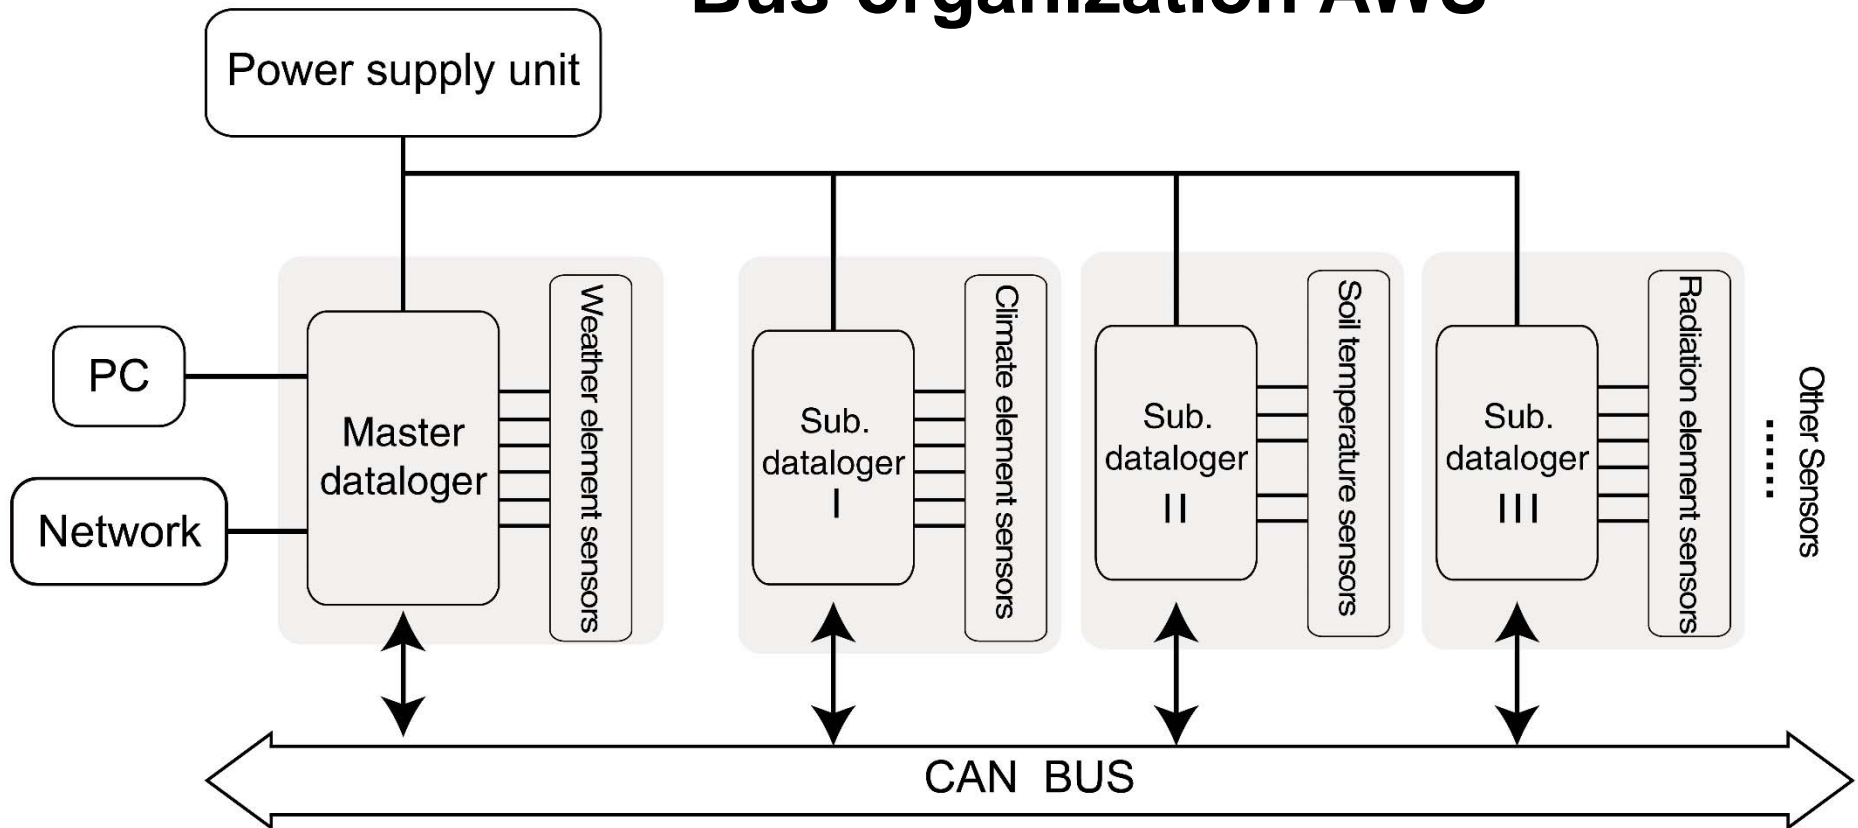 Bus-organization AWS
Power supply unit
PC
Network
Master
dataloger
Weather element sensors
Sub.
dataloger
I
Climate element sensors
Sub.
dataloger
II
Soil temperature sensors
Sub.
dataloger
III
Radiation element sensors
......
Other Sensors
CAN BUS